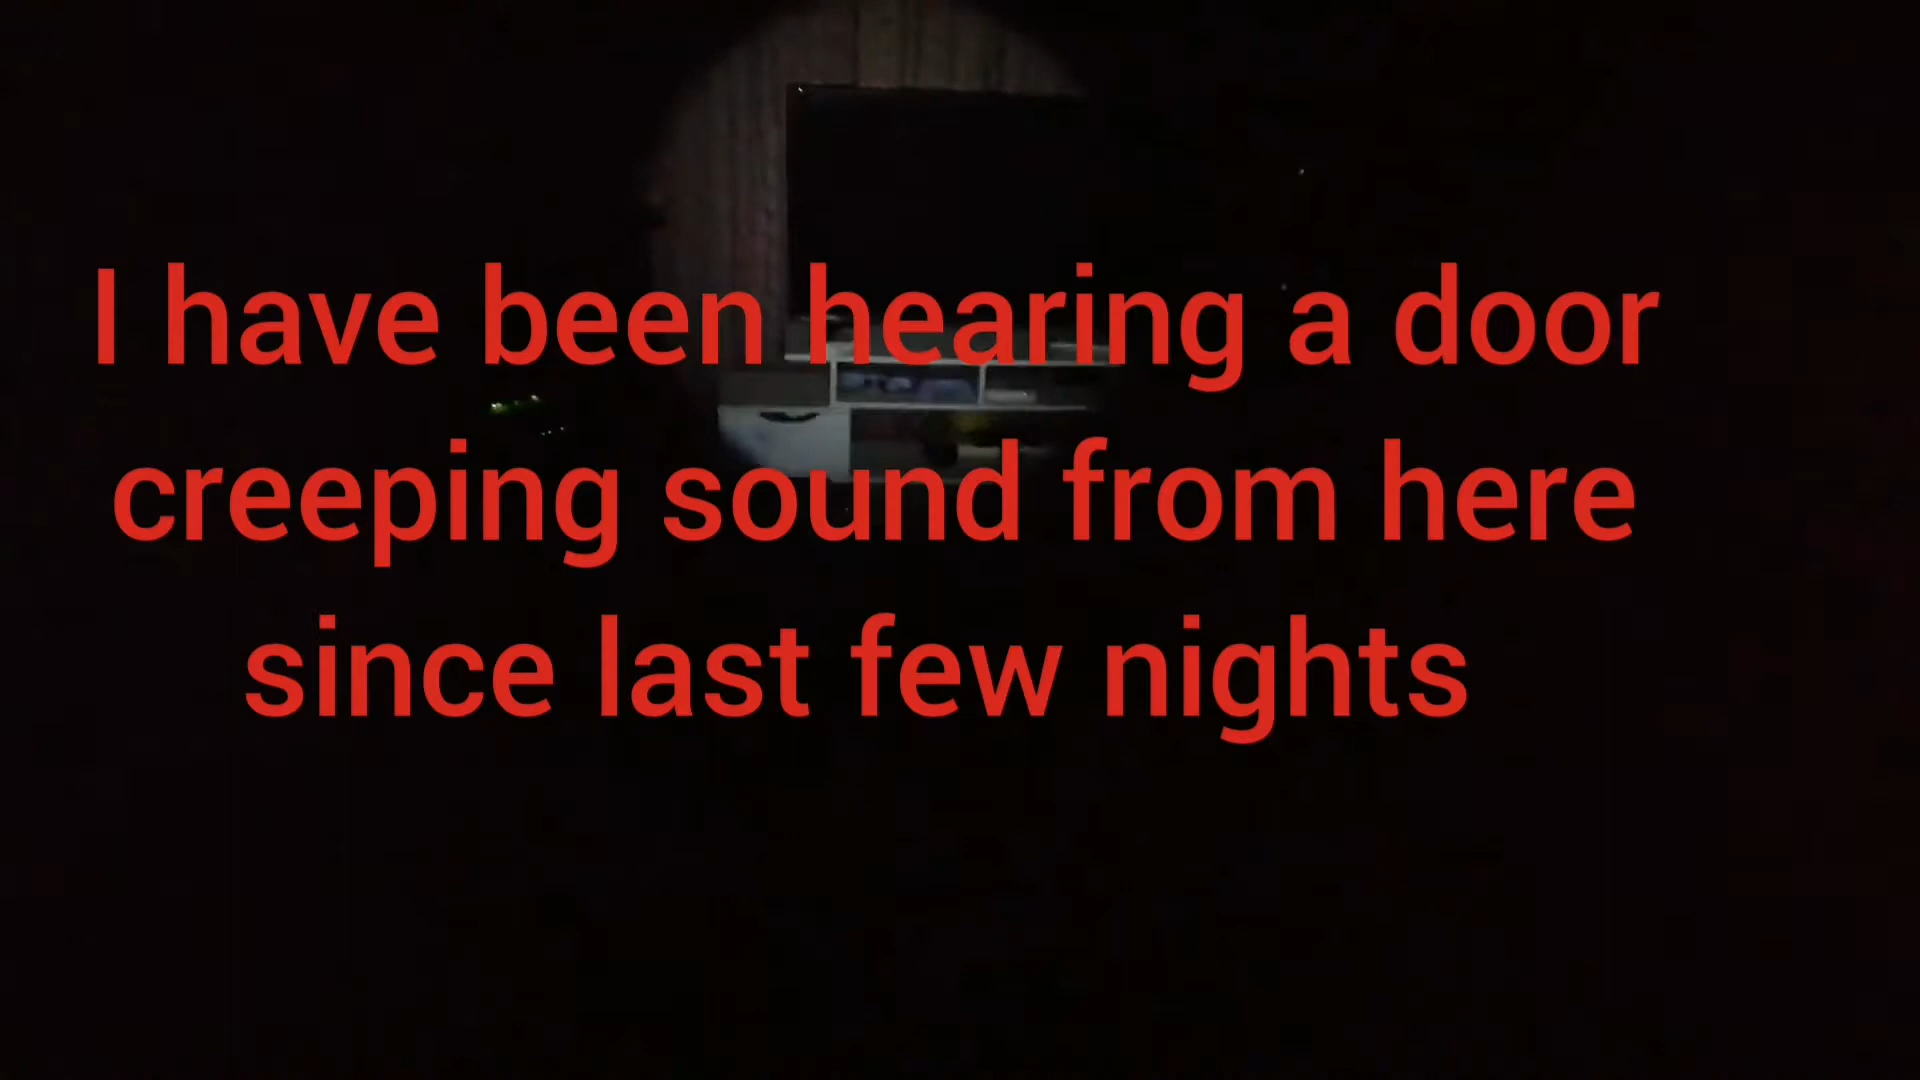 I have been hearing a door
creeping sound from here
since last few nights